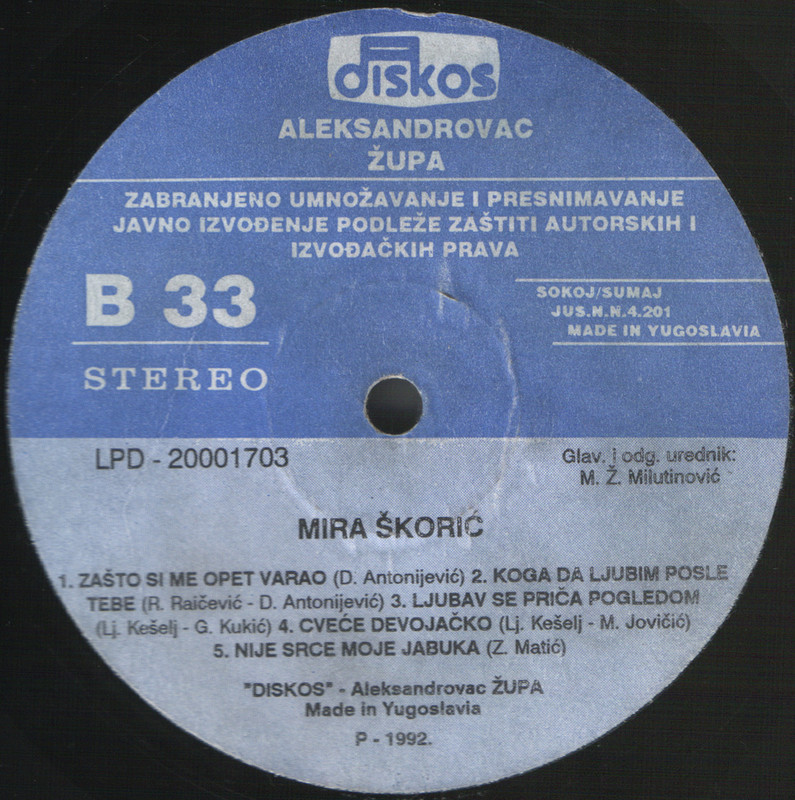 diskos
ALEKSANDROVAC
ŽUPA
ZABRANJENO UMNOŽAVANJE I PRESNIMAVANJE
JAVNO IZVOĐENJE PODLEŽE ZAŠTITI AUTORSKIH I
IZVOĐAČKIH PRAVA
B 33
STEREO
SOKOJ/SUMAJ
JUS.N.N.4.201
MADE IN YUGOSLAVIA
LPD - 20001703
Glav. i odg. urednik:
M. Ž. Milutinović
MIRA ŠKORIĆ
1. ZAŠTO SI ME OPET VARAO (D. Antonijević) 2. KOGA DA LJUBIM POSLE
TEBE (R. Raičević - D. Antonijević) 3. LJUBAV SE PRIČA POGLEDOM
(Lj. Kešelj - G. Kukić) 4. CVEĆE DEVOJAČKO (Lj. Kešelj - M. Jovičić)
5. NIJE SRCE MOJE JABUKA (Z. Matić)
"DISKOS" - Aleksandrovac ŽUPA
Made in Yugoslavia
P - 1992.